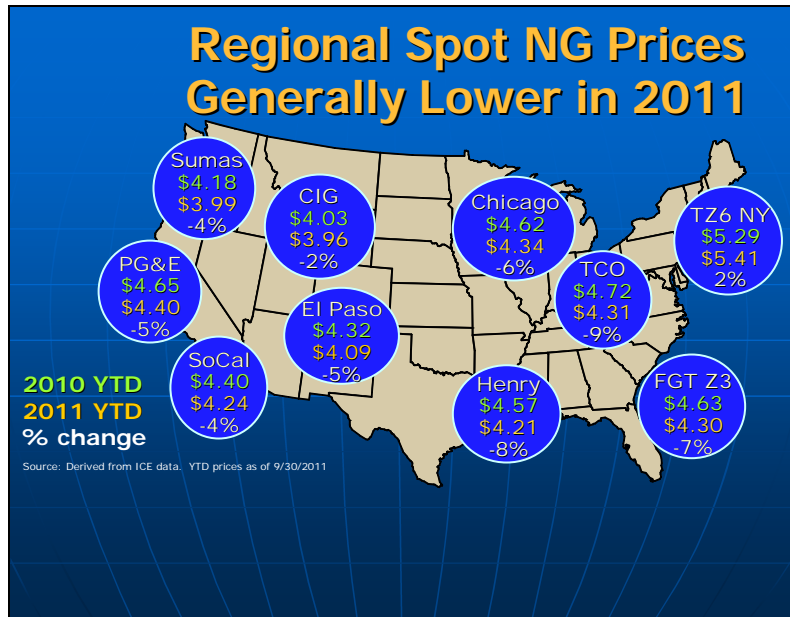 Regional Spot NG Prices
Generally Lower in 2011
Sumas
$4.18
$3.99
-4%
CIG
$4.03
$3.96
-2%
Chicago
$4.62
$4.34
-6%
TZ6 NY
$5.29
$5.41
2%
PG&E
$4.65
$4.40
-5%
TCO
$4.72
$4.31
-9%
El Paso
$4.32
$4.09
-5%
SoCal
$4.40
$4.24
-4%
Henry
$4.57
$4.21
-8%
FGT Z3
$4.63
$4.30
-7%
2010 YTD
2011 YTD
% change
Source: Derived from ICE data. YTD prices as of 9/30/2011